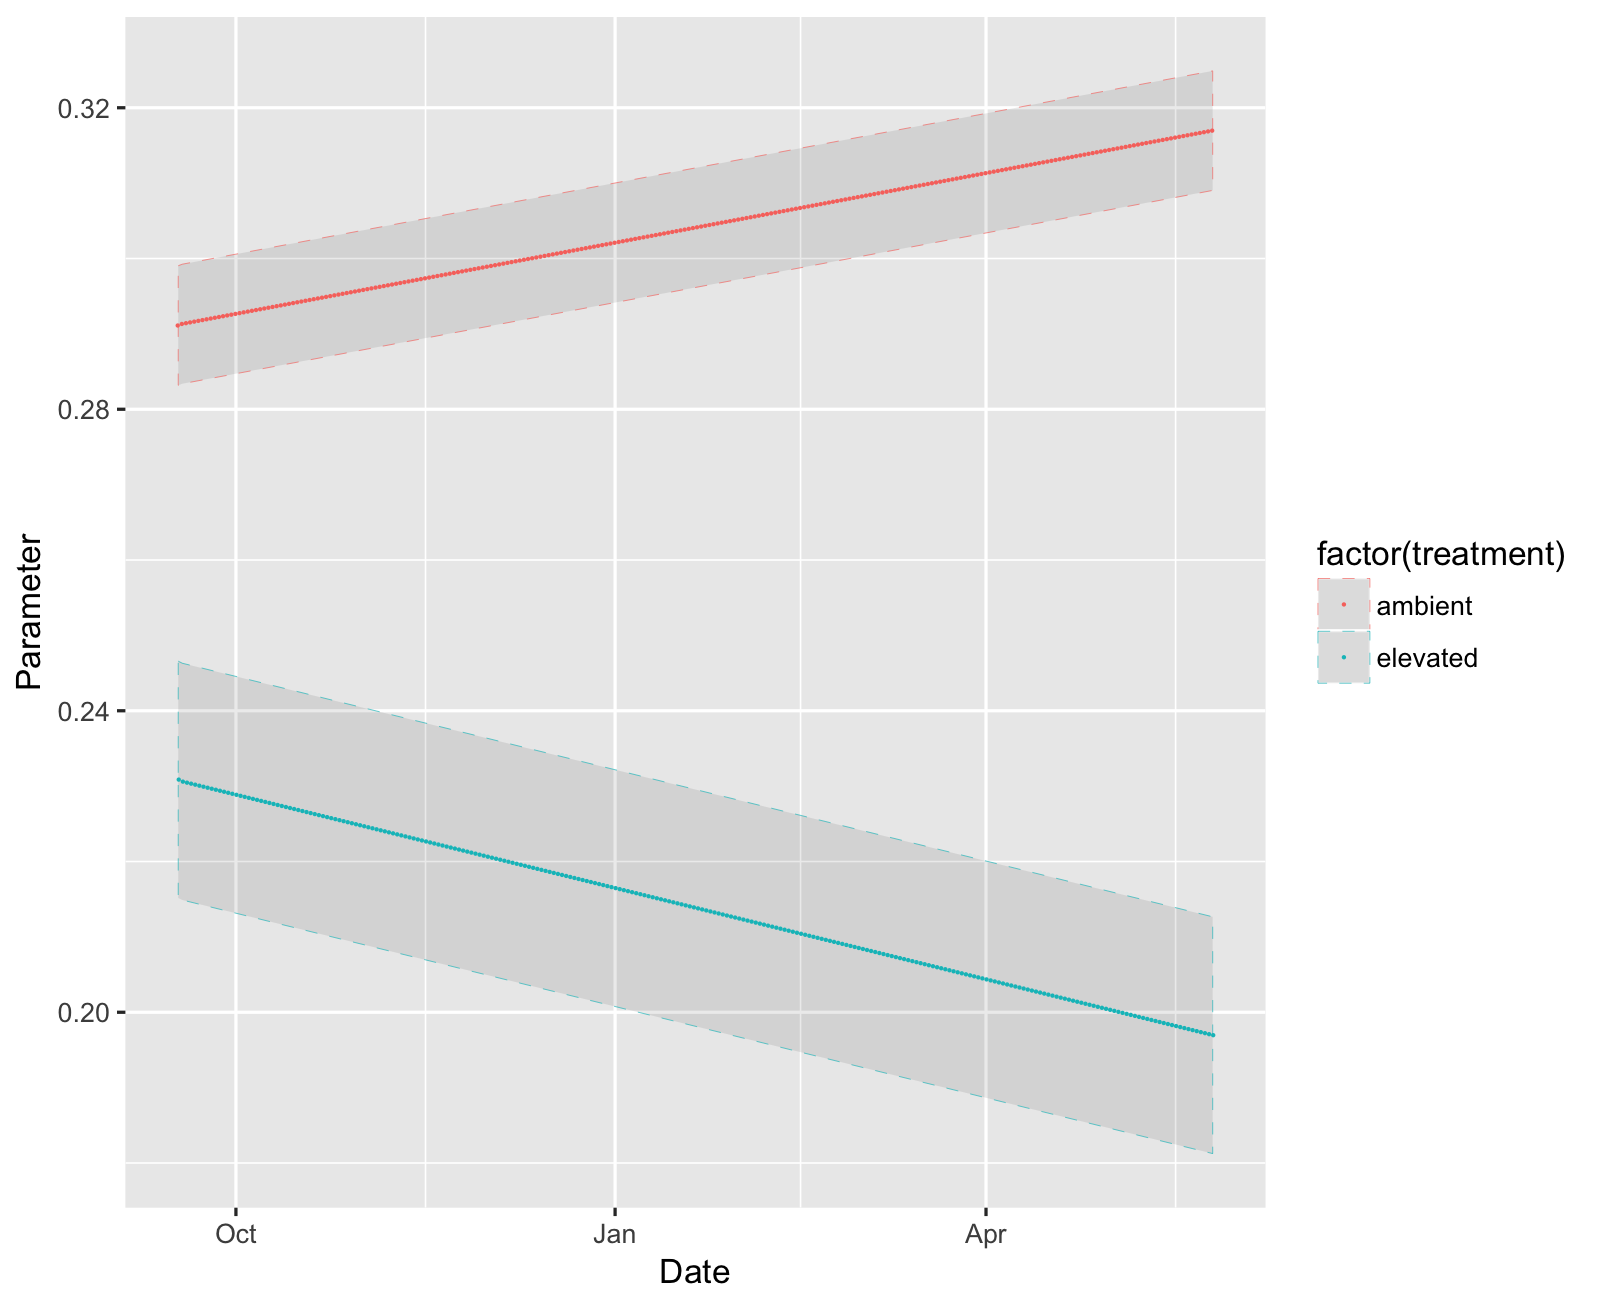 Parameter
0.32
0.28
0.24
0.20
Oct
Jan
Apr
Date
factor(treatment)
ambient
elevated